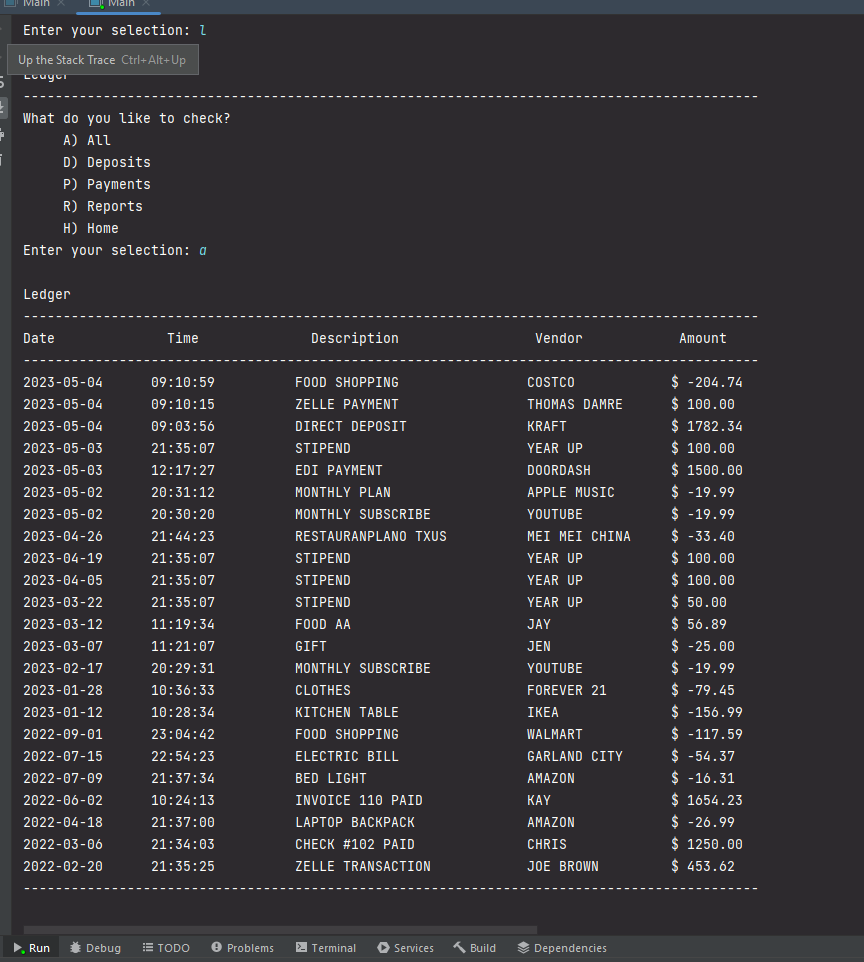 Main Main
Enter your selection: l
Up the Stack Trace Ctrl+Alt+Up
Ledger
--------------------------------------------------------------------------------------------
What do you like to check?
A) All
D) Deposits
P) Payments
R) Reports
H) Home
Enter your selection: a
Ledger
--------------------------------------------------------------------------------------------
Date Time Description Vendor Amount
--------------------------------------------------------------------------------------------
2023-05-04 09:10:59 FOOD SHOPPING COSTCO $ -204.74
2023-05-04 09:10:15 ZELLE PAYMENT THOMAS DAMRE $ 100.00
2023-05-04 09:03:56 DIRECT DEPOSIT KRAFT $ 1782.34
2023-05-03 21:35:07 STIPEND YEAR UP $ 100.00
2023-05-03 12:17:27 EDI PAYMENT DOORDASH $ 1500.00
2023-05-02 20:31:12 MONTHLY PLAN APPLE MUSIC $ -19.99
2023-05-02 20:30:20 MONTHLY SUBSCRIBE YOUTUBE $ -19.99
2023-04-26 21:44:23 RESTAURANPLANO TXUS MEI MEI CHINA $ -33.40
2023-04-19 21:35:07 STIPEND YEAR UP $ 100.00
2023-04-05 21:35:07 STIPEND YEAR UP $ 100.00
2023-03-22 21:35:07 STIPEND YEAR UP $ 50.00
2023-03-12 11:19:34 FOOD AA JAY $ 56.89
2023-03-07 11:21:07 GIFT JEN $ -25.00
2023-02-17 20:29:31 MONTHLY SUBSCRIBE YOUTUBE $ -19.99
2023-01-28 10:36:33 CLOTHES FOREVER 21 $ -79.45
2023-01-12 10:28:34 KITCHEN TABLE IKEA $ -156.99
2022-09-01 23:04:42 FOOD SHOPPING WALMART $ -117.59
2022-07-15 22:54:23 ELECTRIC BILL GARLAND CITY $ -54.37
2022-07-09 21:37:34 BED LIGHT AMAZON $ -16.31
2022-06-02 10:24:13 INVOICE 110 PAID KAY $ 1654.23
2022-04-18 21:37:00 LAPTOP BACKPACK AMAZON $ -26.99
2022-03-06 21:34:03 CHECK #102 PAID CHRIS $ 1250.00
2022-02-20 21:35:25 ZELLE TRANSACTION JOE BROWN $ 453.62
--------------------------------------------------------------------------------------------
Run Debug TODO Problems Terminal Services Build Dependencies